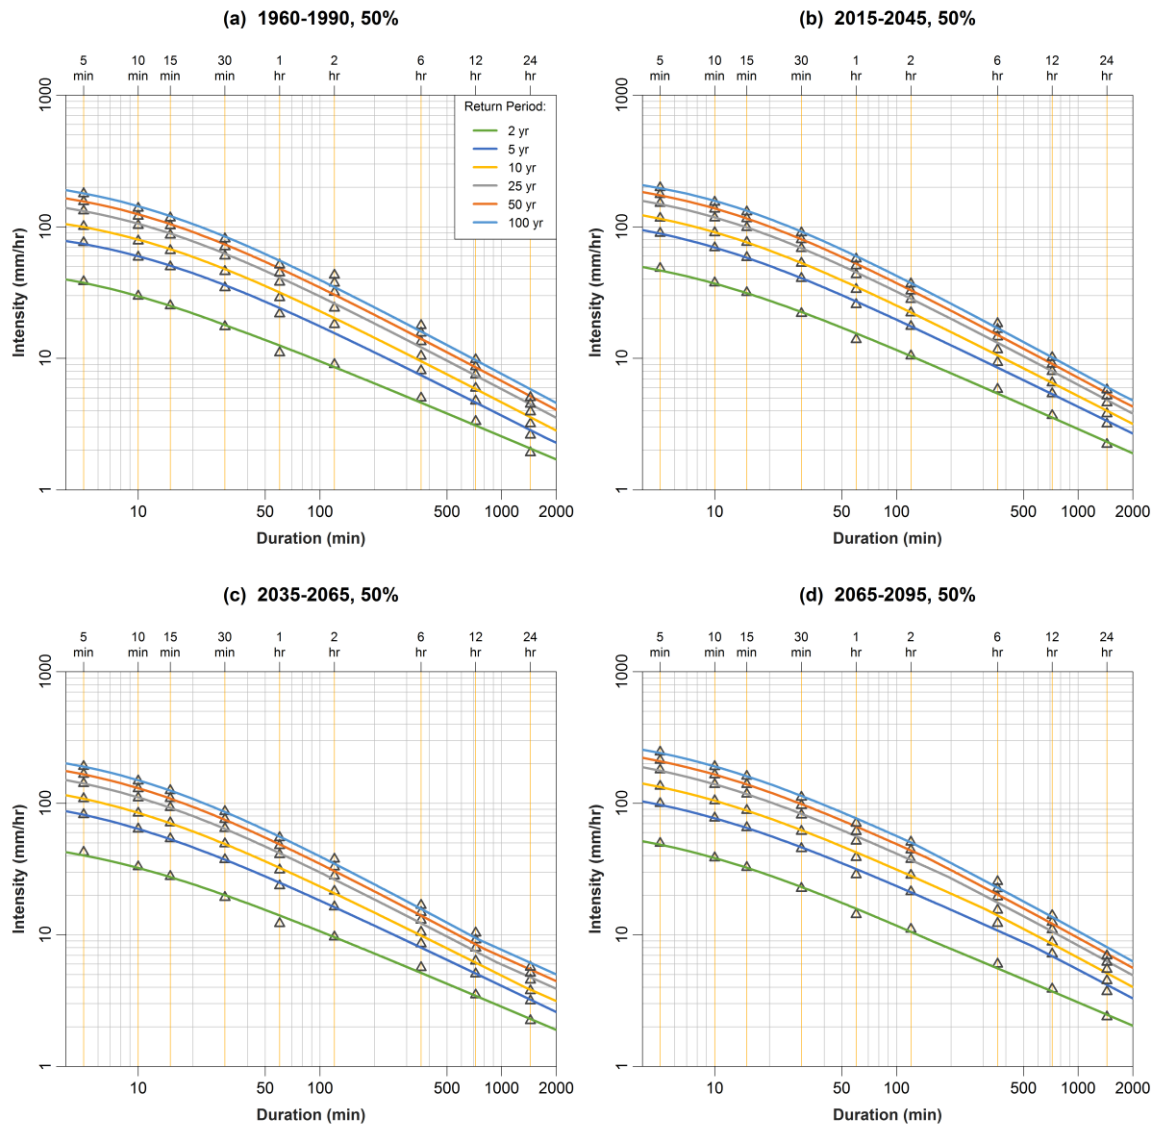 (a) 1960-1990, 50%
5 10 15 30 1 2 6 12 24
min min min min hr hr hr hr hr
1000
100
10
1
Intensity (mm/hr)
Return Period:
2 yr
5 yr
10 yr
25 yr
50 yr
100 yr
10 50 100 500 1000 2000
Duration (min)
(b) 2015-2045, 50%
5 10 15 30 1 2 6 12 24
min min min min hr hr hr hr hr
1000
100
10
1
Intensity (mm/hr)
10 50 100 500 1000 2000
Duration (min)
(c) 2035-2065, 50%
5 10 15 30 1 2 6 12 24
min min min min hr hr hr hr hr
1000
100
10
1
Intensity (mm/hr)
10 50 100 500 1000 2000
Duration (min)
(d) 2065-2095, 50%
5 10 15 30 1 2 6 12 24
min min min min hr hr hr hr hr
1000
100
10
1
Intensity (mm/hr)
10 50 100 500 1000 2000
Duration (min)